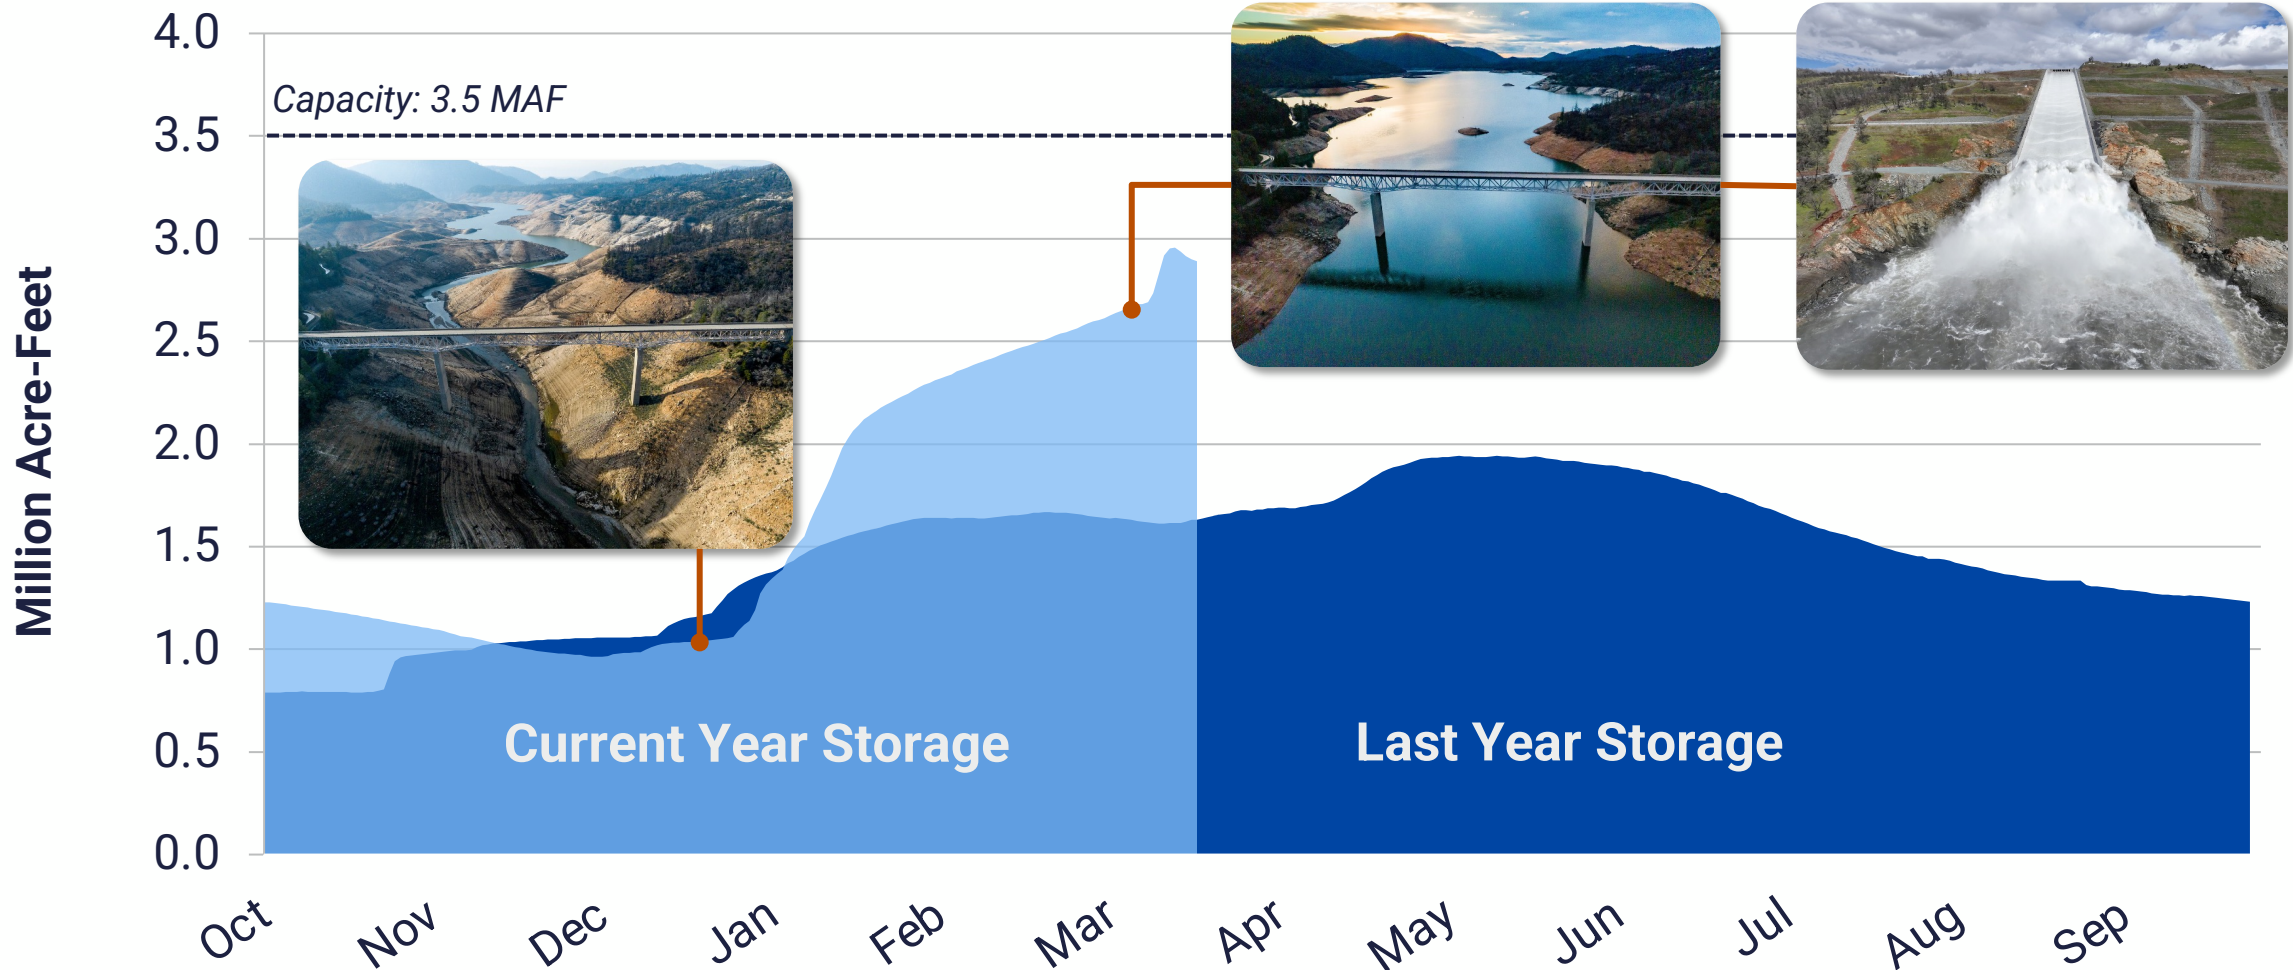 4.0
Capacity: 3.5 MAF
3.5
3.0
2.5
2.0
1.5
1.0
0.5
0.0
Million Acre-Feet
Current Year Storage
Last Year Storage
Oct Nov Dec Jan Feb Mar Apr May Jun Jul Aug Sep